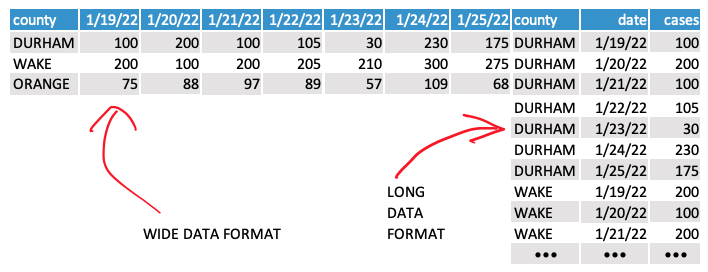 county 1/19/22 1/20/22 1/21/22 1/22/22 1/23/22 1/24/22 1/25/22
DURHAM 100 200 100 105 30 230 175
WAKE 200 100 200 205 210 300 275
ORANGE 75 88 97 89 57 109 68
WIDE DATA FORMAT
LONG
DATA
FORMAT
county date cases
DURHAM 1/19/22 100
DURHAM 1/20/22 200
DURHAM 1/21/22 100
DURHAM 1/22/22 105
DURHAM 1/23/22 30
DURHAM 1/24/22 230
DURHAM 1/25/22 175
WAKE 1/19/22 200
WAKE 1/20/22 100
WAKE 1/21/22 200
••• ••• •••